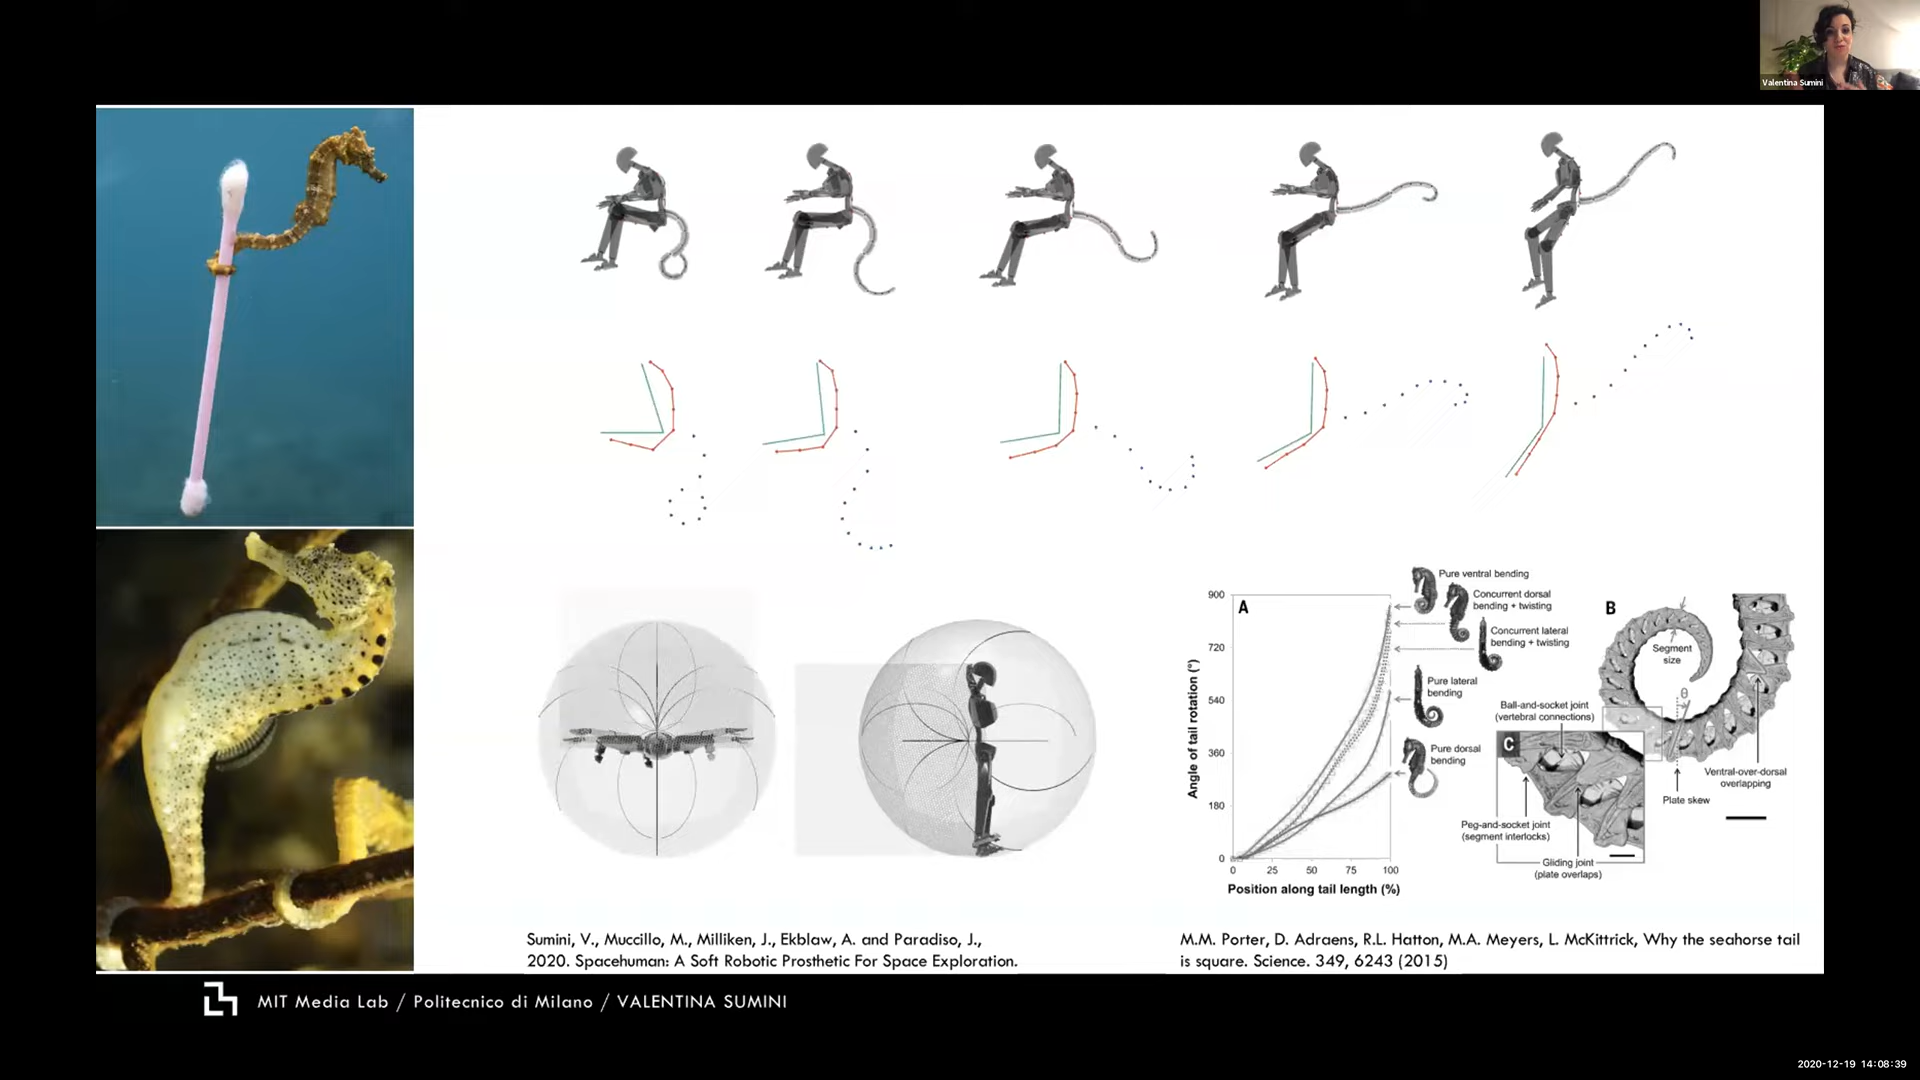 Valentina Sumini
A
900
720
540
360
180
0
0 25 50 75 100
Angle of tail rotation (°)
Position along tail length (%)
Pure ventral bending
Concurrent dorsal
bending + twisting
Concurrent lateral
bending + twisting
Pure lateral
bending
Pure dorsal
bending
B
Segment
size
θ
Ball-and-socket joint
(vertebral connections)
C
Ventral-over-dorsal
overlapping
Plate skew
Peg-and-socket joint
(segment interlocks)
Gliding joint
(plate overlaps)
Sumini, V., Muccillo, M., Milliken, J., Ekblaw, A. and Paradiso, J.,
2020. Spacehuman: A Soft Robotic Prosthetic For Space Exploration.
M.M. Porter, D. Adraens, R.L. Hatton, M.A. Meyers, L. McKittrick, Why the seahorse tail
is square. Science. 349, 6243 (2015)
MIT Media Lab / Politecnico di Milano / VALENTINA SUMINI
2020-12-19 14:08:39